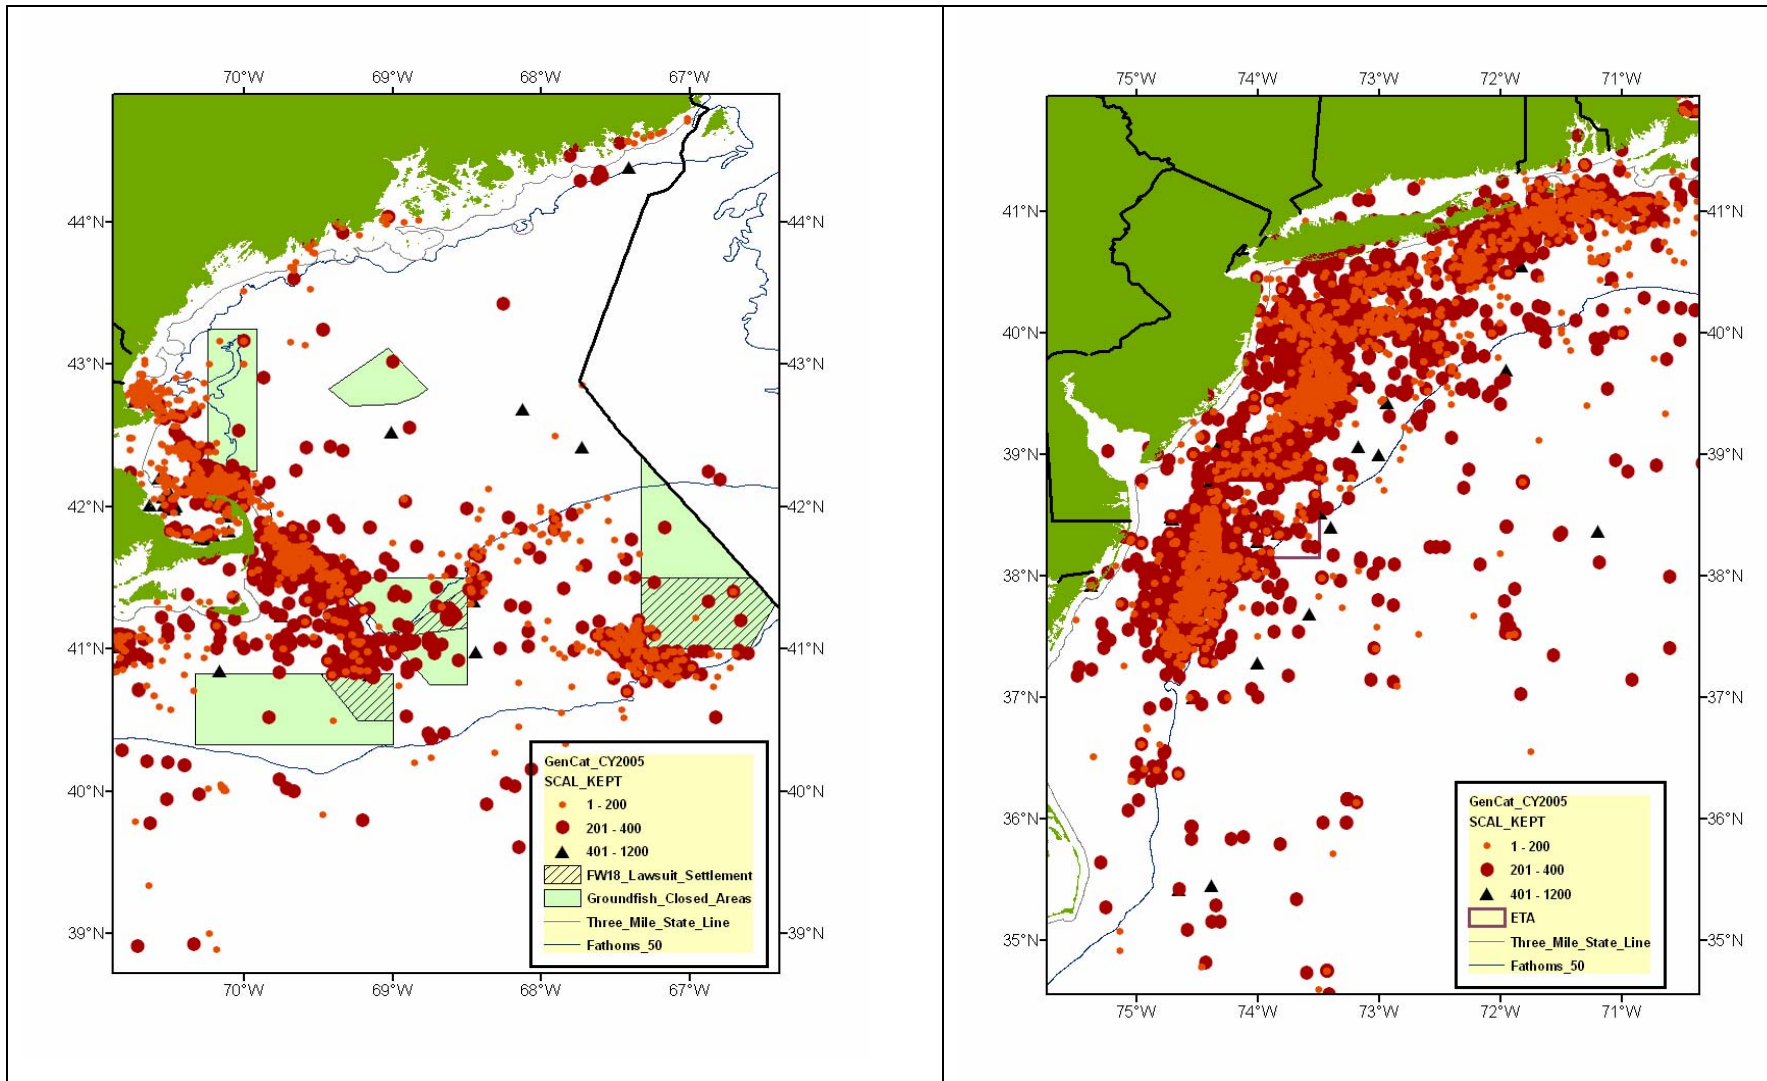 70°W 69°W 68°W 67°W
44°N 44°N
43°N 43°N
42°N 42°N
41°N 41°N
40°N 40°N
39°N 39°N
70°W 69°W 68°W 67°W
GenCat_CY2005
SCAL_KEPT
1 - 200
201 - 400
401 - 1200
FW18_Lawsuit_Settlement
Groundfish_Closed_Areas
Three_Mile_State_Line
Fathoms_50
75°W 74°W 73°W 72°W 71°W
41°N 41°N
40°N 40°N
39°N 39°N
38°N 38°N
37°N 37°N
36°N 36°N
35°N 35°N
75°W 74°W 73°W 72°W 71°W
GenCat_CY2005
SCAL_KEPT
1 - 200
201 - 400
401 - 1200
ETA
Three_Mile_State_Line
Fathoms_50